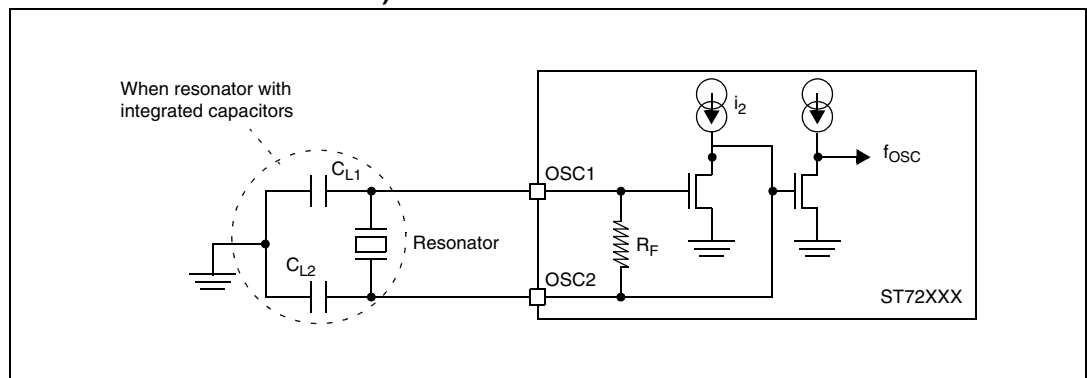 When resonator with
integrated capacitors
i2
fOSC
CL1
OSC1
Resonator
RF
CL2
OSC2
ST72XXX